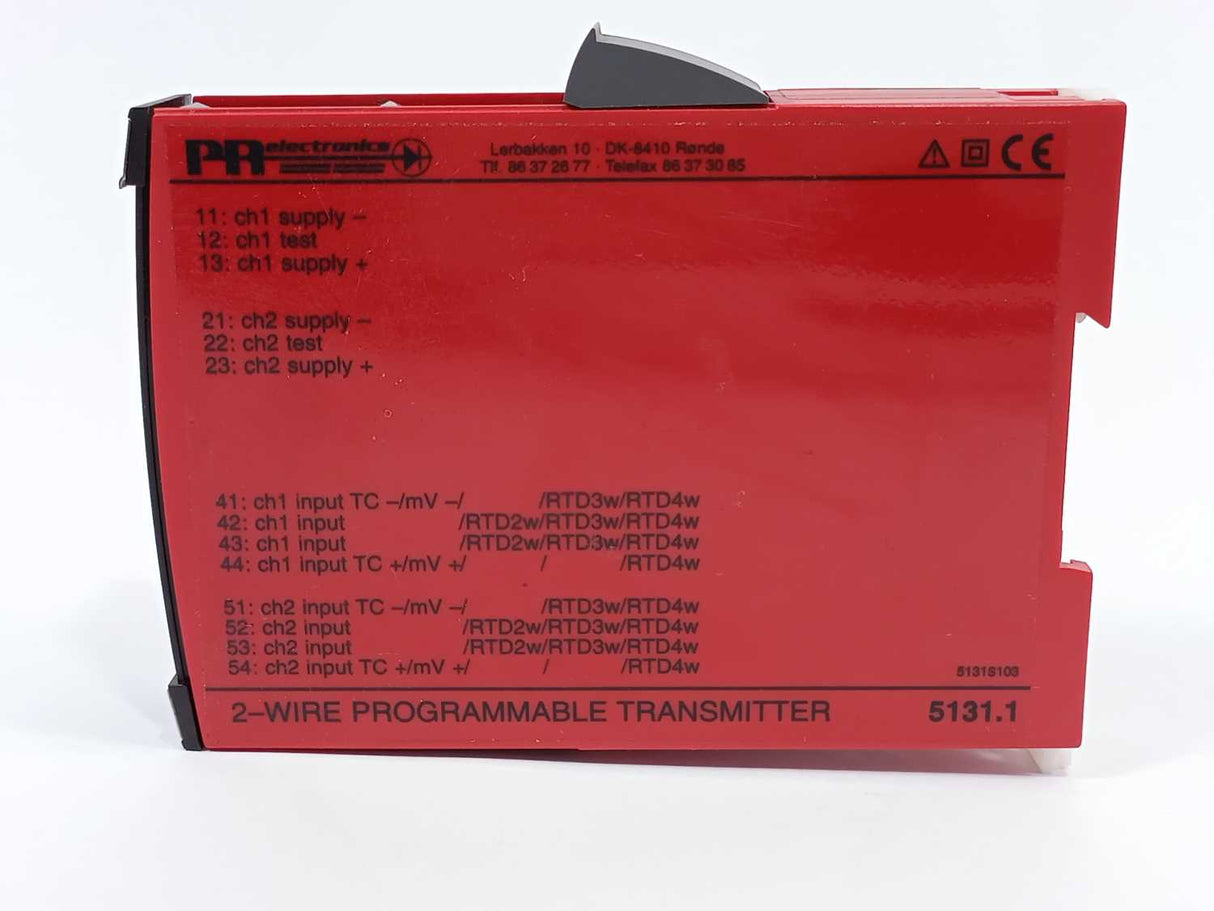 PR electronics
Lerbakken 10 · DK-8410 Rønde
Tlf. 86 37 26 77 · Telefax 86 37 30 85
CE
11: ch1 supply –
12: ch1 test
13: ch1 supply +
21: ch2 supply –
22: ch2 test
23: ch2 supply +
41: ch1 input TC –/mV –/ /RTD3w/RTD4w
42: ch1 input /RTD2w/RTD3w/RTD4w
43: ch1 input /RTD2w/RTD3w/RTD4w
44: ch1 input TC +/mV +/ / /RTD4w
51: ch2 input TC –/mV –/ /RTD3w/RTD4w
52: ch2 input /RTD2w/RTD3w/RTD4w
53: ch2 input /RTD2w/RTD3w/RTD4w
54: ch2 input TC +/mV +/ / /RTD4w
5131S103
2–WIRE PROGRAMMABLE TRANSMITTER 5131.1